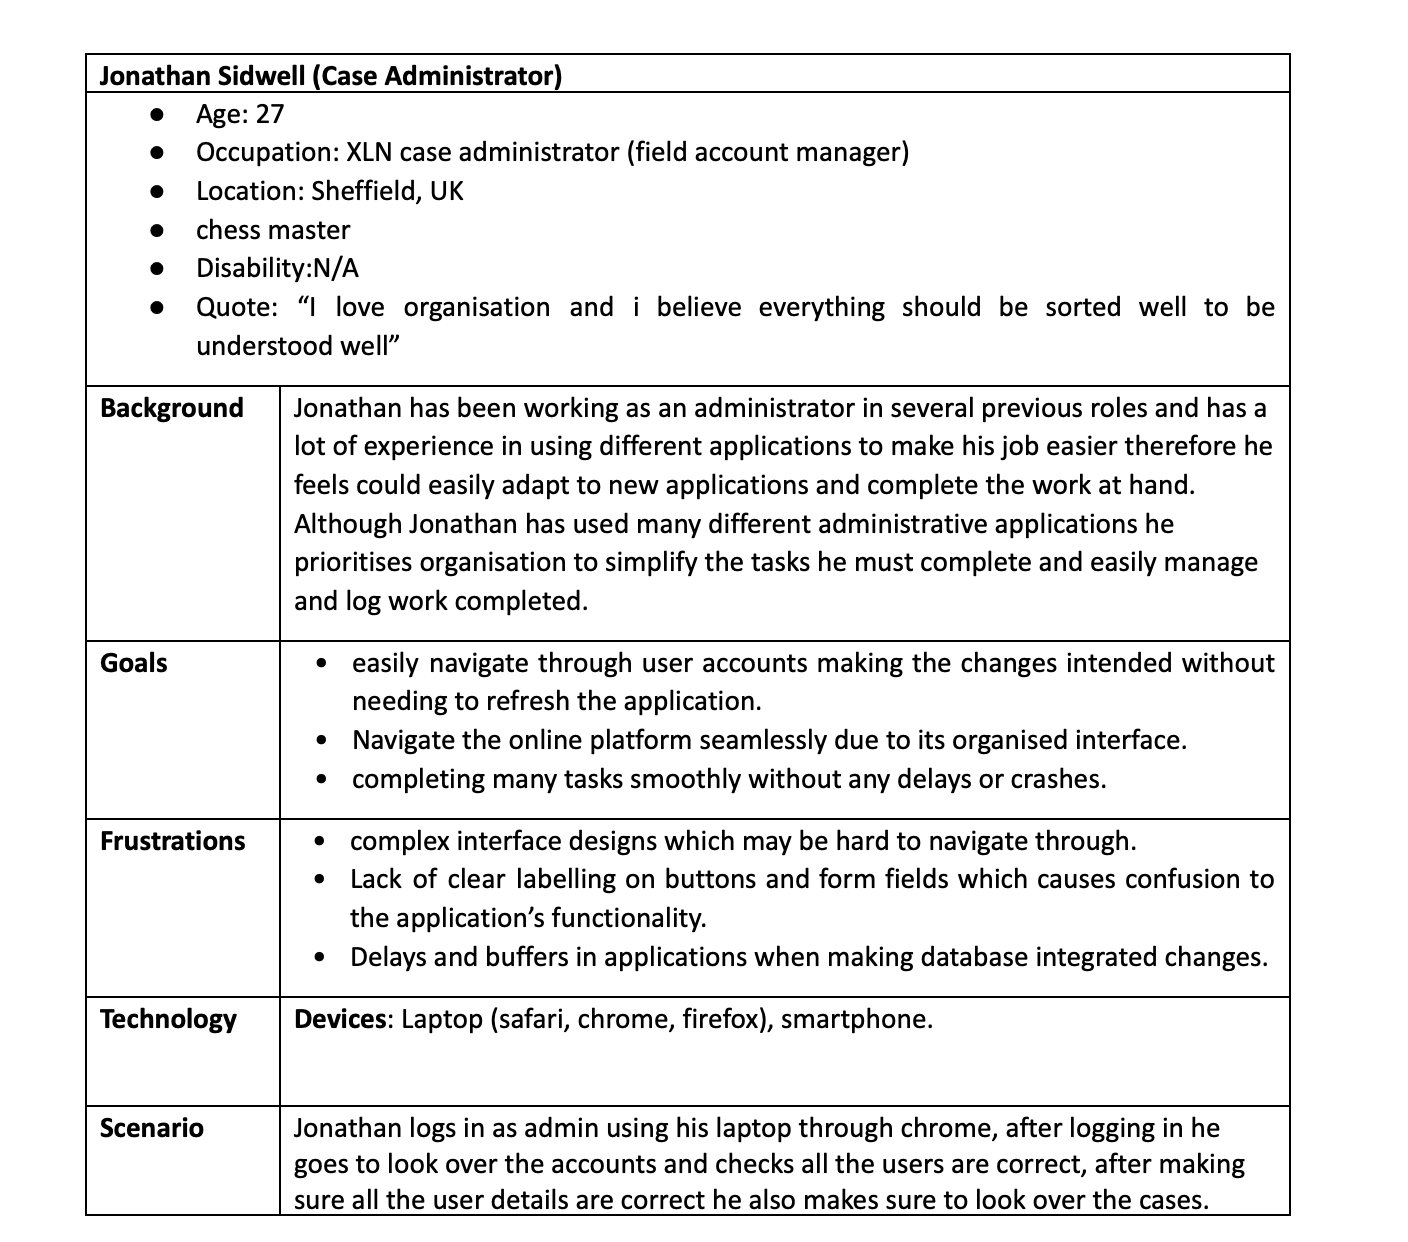 Jonathan Sidwell (Case Administrator)
● Age: 27
● Occupation: XLN case administrator (field account manager)
● Location: Sheffield, UK
● chess master
● Disability:N/A
● Quote: “I love organisation and i believe everything should be sorted well to be
understood well”
Background
Jonathan has been working as an administrator in several previous roles and has a
lot of experience in using different applications to make his job easier therefore he
feels could easily adapt to new applications and complete the work at hand.
Although Jonathan has used many different administrative applications he
prioritises organisation to simplify the tasks he must complete and easily manage
and log work completed.
Goals
• easily navigate through user accounts making the changes intended without
needing to refresh the application.
• Navigate the online platform seamlessly due to its organised interface.
• completing many tasks smoothly without any delays or crashes.
Frustrations
• complex interface designs which may be hard to navigate through.
• Lack of clear labelling on buttons and form fields which causes confusion to
the application’s functionality.
• Delays and buffers in applications when making database integrated changes.
Technology
Devices: Laptop (safari, chrome, firefox), smartphone.
Scenario
Jonathan logs in as admin using his laptop through chrome, after logging in he
goes to look over the accounts and checks all the users are correct, after making
sure all the user details are correct he also makes sure to look over the cases.